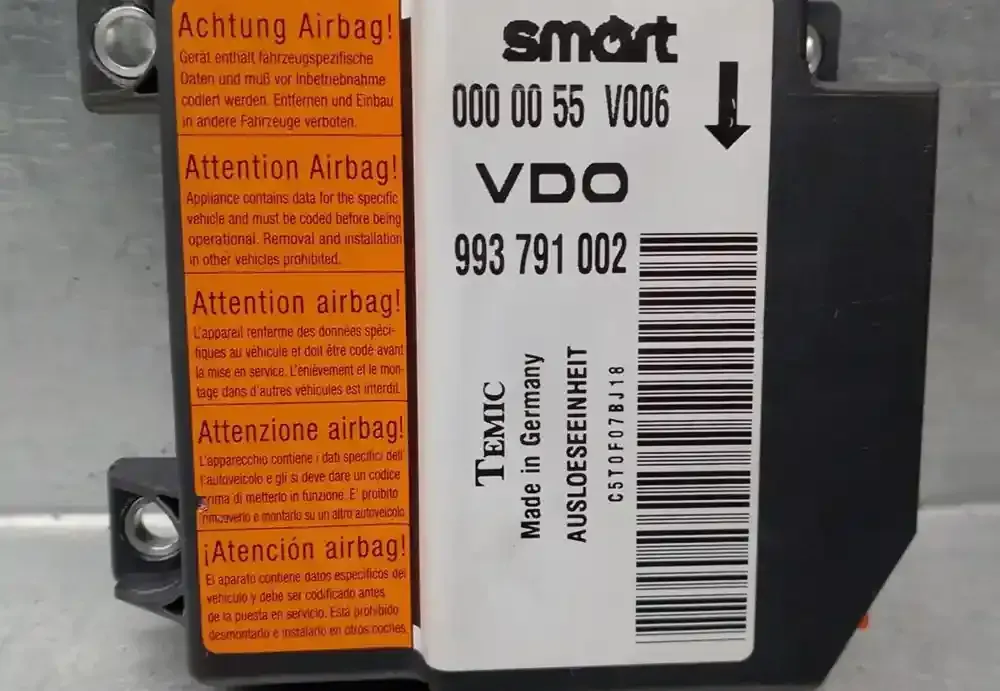 Achtung Airbag!
Gerät enthält fahrzeugspezifische
Daten und muß vor Inbetriebnahme
codiert werden. Entfernen und Einbau
in andere Fahrzeuge verboten.
Attention Airbag!
Appliance contains data for the specific
vehicle and must be coded before being
operational. Removal and installation
in other vehicles prohibited.
Attention airbag!
L'appareil renferme des données spéci-
fiques au véhicule et doit être codé avant
la mise en service. L'enlèvement et le mon-
tage dans d'autres véhicules est interdit.
Attenzione airbag!
L'apparecchio contiene i dati specifici dell'
autoveicolo e gli si deve dare un codice
prima di metterlo in funzione. E' proibito
rimuoverlo e montarlo su un altro autoveicolo
¡Atención airbag!
El aparato contiene datos específicos del
vehículo y debe ser codificado antes
de la puesta en servicio. Está prohibido
desmontarlo e instalarlo en otros coches.
smart
000 00 55 V006
VDO
993 791 002
TEMIC
Made in Germany
AUSLOESEEINHEIT
C5T0F07BJ18